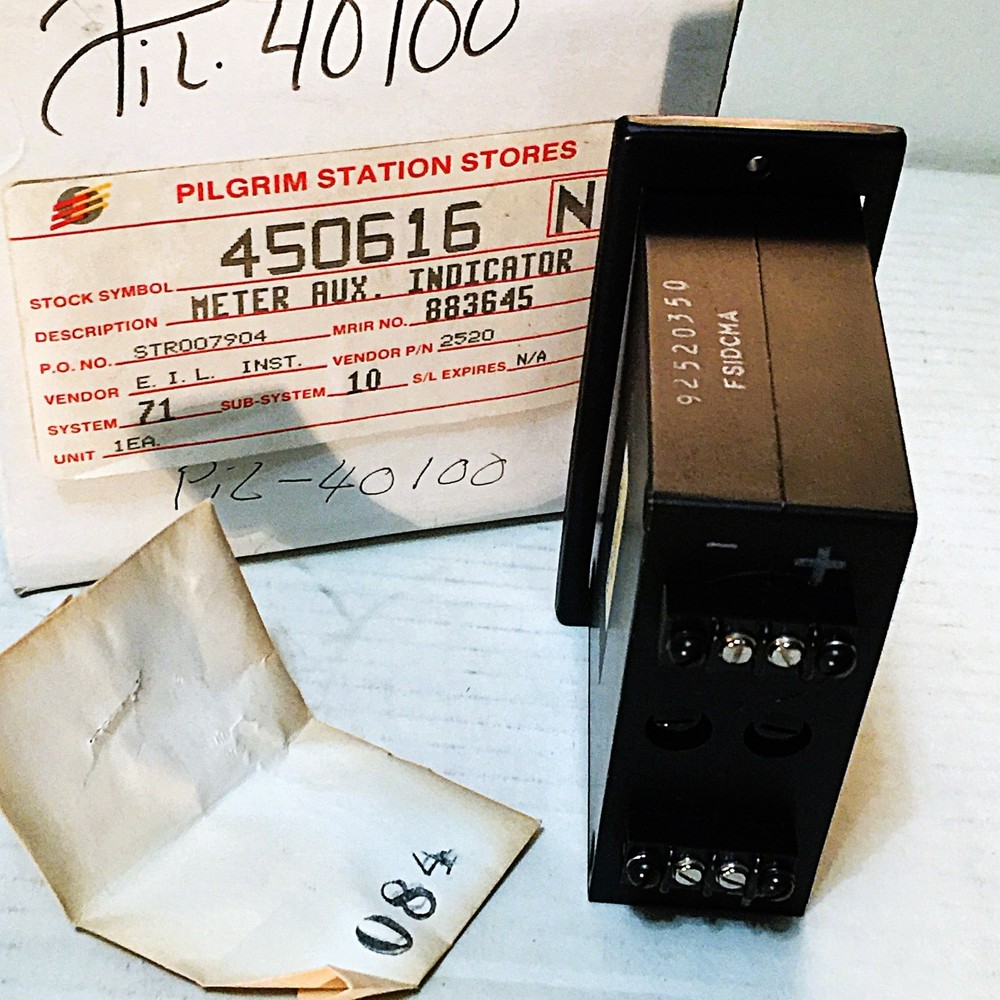 Pil. 40100
PILGRIM STATION STORES
N
STOCK SYMBOL 450616
DESCRIPTION METER AUX. INDICATOR
P.O. NO. STR007904 MRIR NO. 883645
VENDOR E. I. L. INST. VENDOR P/N 2520
SYSTEM 71 SUB-SYSTEM 10 S/L EXPIRES N/A
UNIT 1EA.
PiL-40100
92520350
FSIDCMA
- +
084